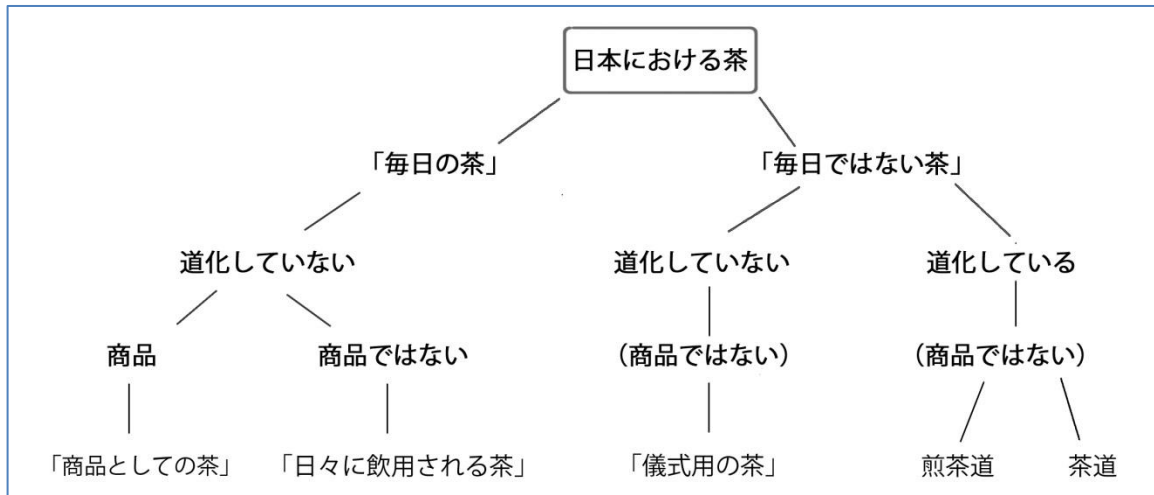 日本における茶
「毎日の茶」 「毎日ではない茶」
道化していない 道化していない 道化している
商品 商品ではない （商品ではない） （商品ではない）
「商品としての茶」 「日々に飲用される茶」 「儀式用の茶」 煎茶道 茶道